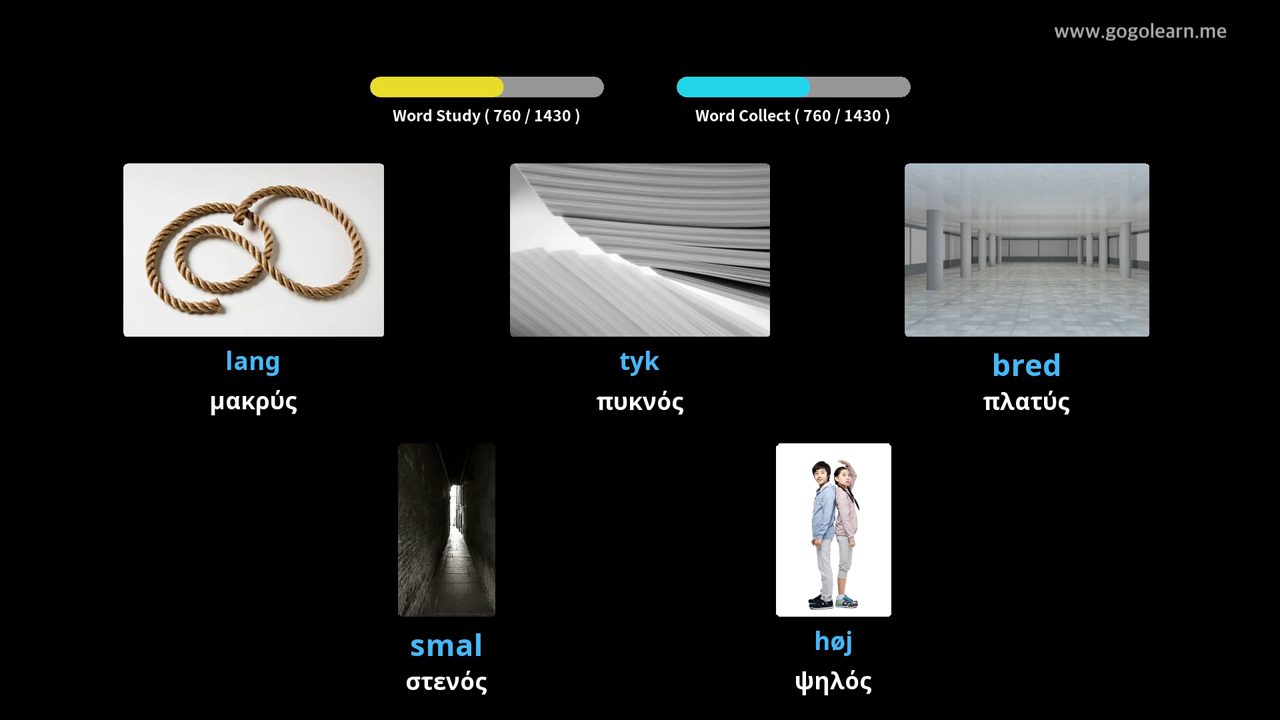 www.gogolearn.me
Word Study ( 760 / 1430 )
Word Collect ( 760 / 1430 )
lang
tyk
bred
μακρύς
πυκνός
πλατύς
smal
høj
στενός
ψηλός